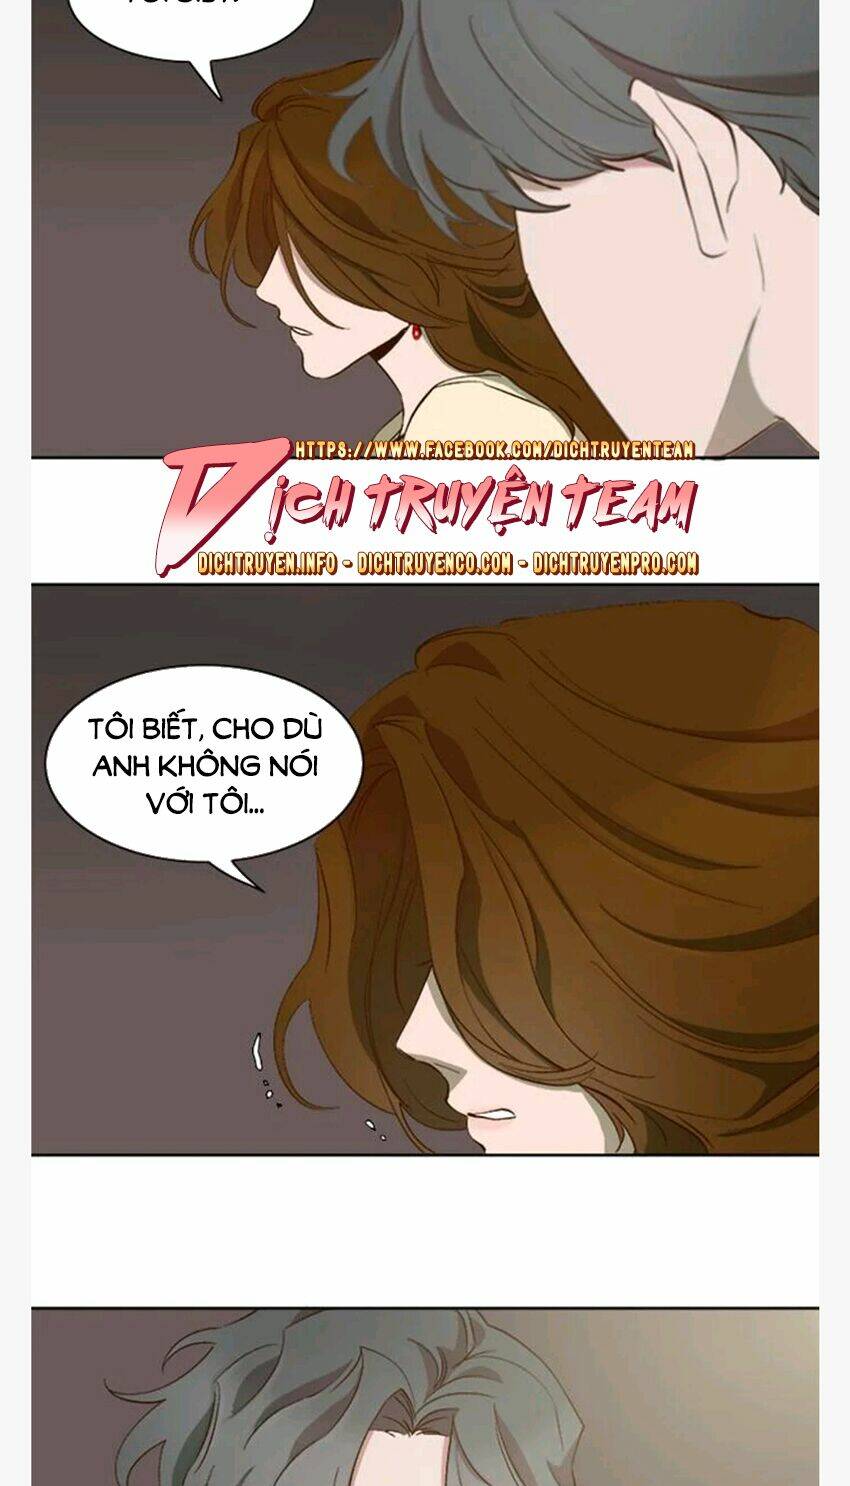 HTTPS://WWW.FACEBOOK.COM/DICHTRUYENTEAM
DỊCH TRUYỆN TEAM
DICHTRUYEN.INFO - DICHTRUYENCO.COM - DICHTRUYENPRO.COM
TÔI BIẾT, CHO DÙ
ANH KHÔNG NÓI
VỚI TÔI...